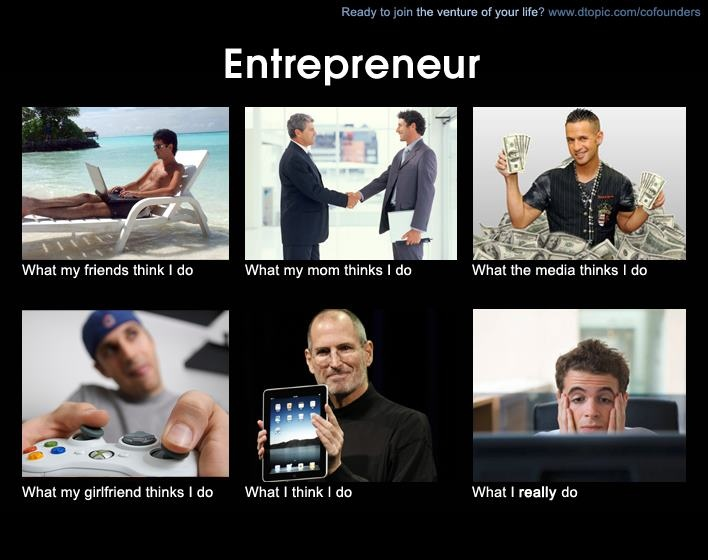 Ready to join the venture of your life? www.dtopic.com/cofounders
Entrepreneur
What my friends think I do
What my mom thinks I do
What the media thinks I do
What my girlfriend thinks I do
What I think I do
What I really do